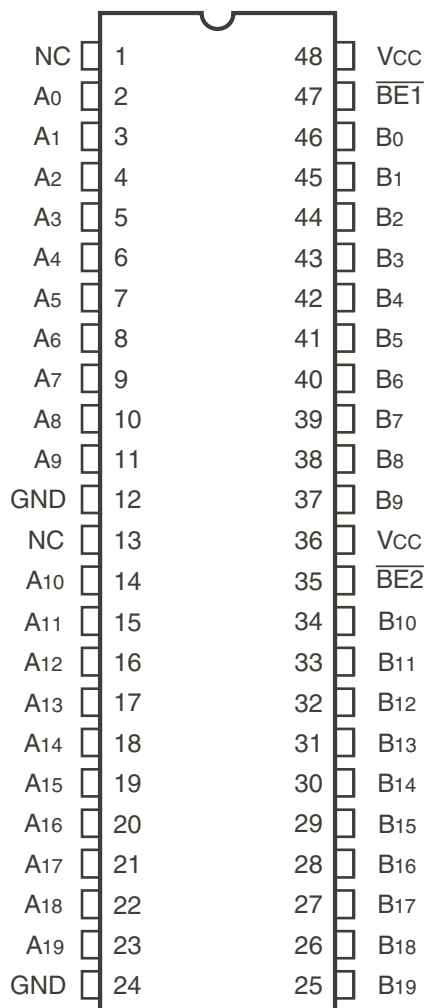 NC 1 48 VCC
A0 2 47 BE1
A1 3 46 B0
A2 4 45 B1
A3 5 44 B2
A4 6 43 B3
A5 7 42 B4
A6 8 41 B5
A7 9 40 B6
A8 10 39 B7
A9 11 38 B8
GND 12 37 B9
NC 13 36 VCC
A10 14 35 BE2
A11 15 34 B10
A12 16 33 B11
A13 17 32 B12
A14 18 31 B13
A15 19 30 B14
A16 20 29 B15
A17 21 28 B16
A18 22 27 B17
A19 23 26 B18
GND 24 25 B19